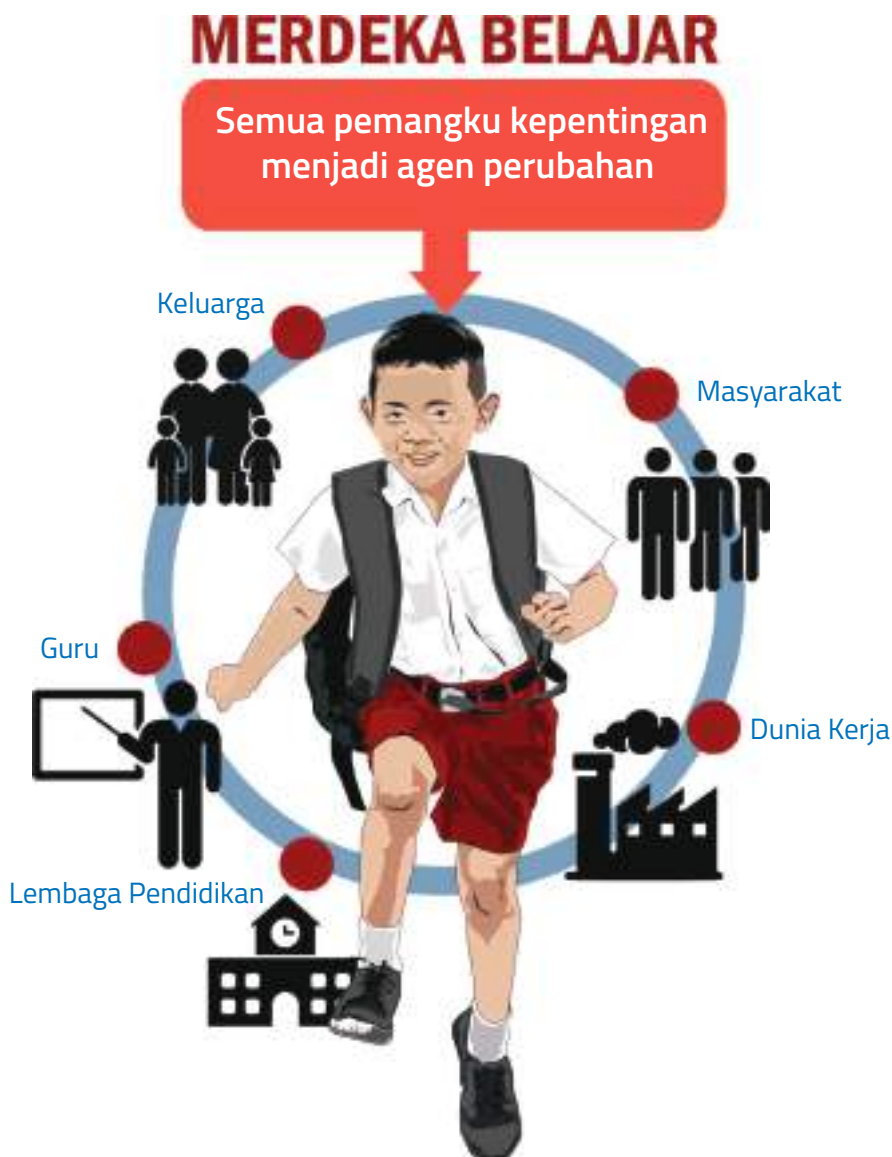 MERDEKA BELAJAR
Semua pemangku kepentingan
menjadi agen perubahan
Keluarga
Masyarakat
Guru
Dunia Kerja
Lembaga Pendidikan